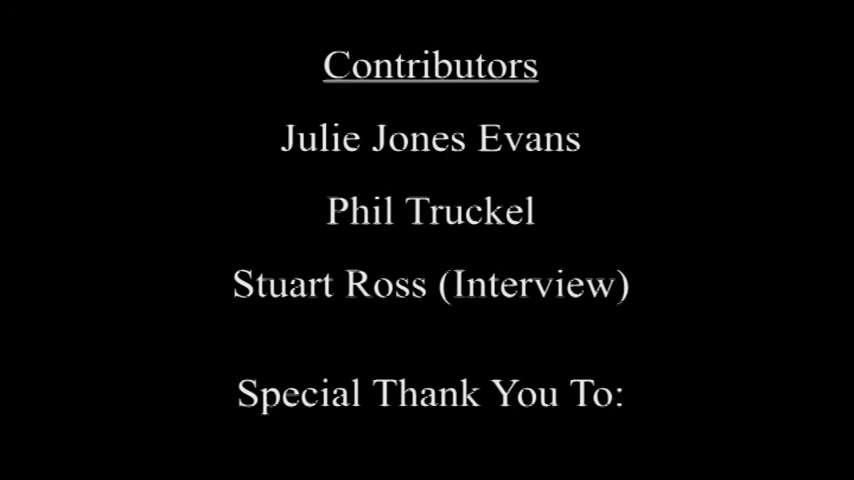 Contributors
Julie Jones Evans
Phil Truckel
Stuart Ross (Interview)
Special Thank You To: